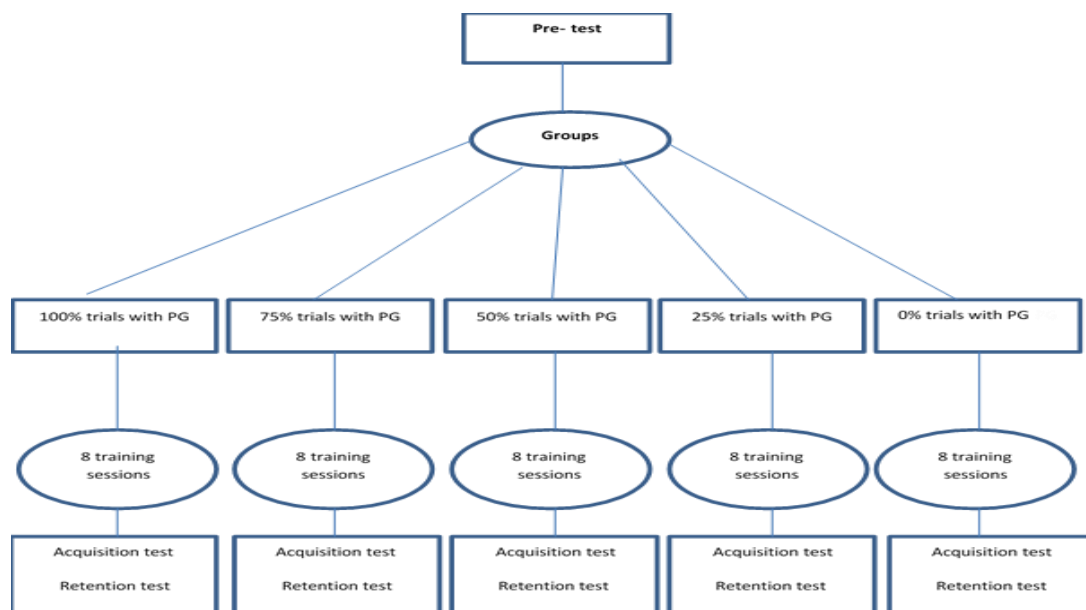 Pre- test
Groups
100% trials with PG
75% trials with PG
50% trials with PG
25% trials with PG
0% trials with PG
8 training
sessions
8 training
sessions
8 training
sessions
8 training
sessions
8 training
sessions
Acquisition test
Retention test
Acquisition test
Retention test
Acquisition test
Retention test
Acquisition test
Retention test
Acquisition test
Retention test